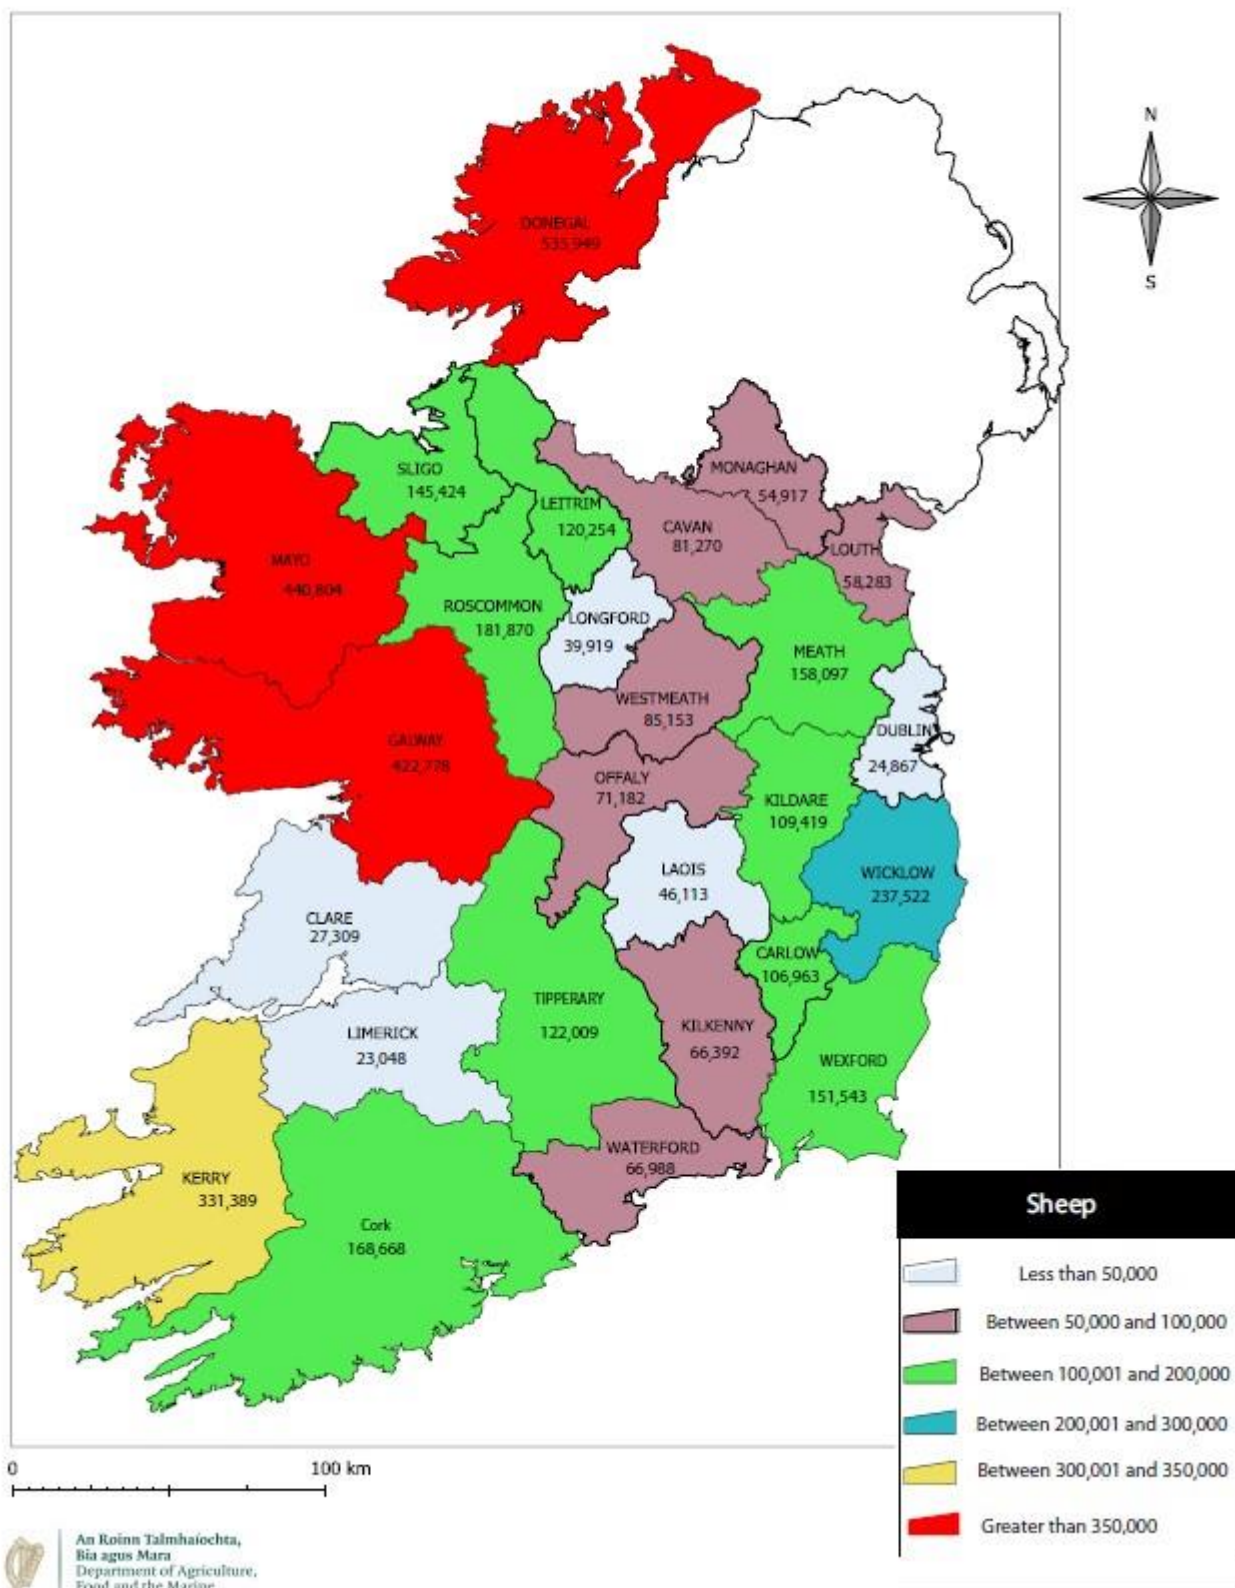 N
S
DONEGAL
535,949
SLIGO
145,424
LEITRIM
120,254
MONAGHAN
54,917
CAVAN
81,270
LOUTH
58,283
MAYO
440,804
ROSCOMMON
181,870
LONGFORD
39,919
MEATH
158,097
WESTMEATH
85,153
DUBLIN
24,867
GALWAY
422,778
OFFALY
71,182
KILDARE
109,419
LAOIS
46,113
WICKLOW
237,522
CLARE
27,309
CARLOW
106,963
TIPPERARY
122,009
LIMERICK
23,048
KILKENNY
66,392
WEXFORD
151,543
WATERFORD
66,988
KERRY
331,389
Cork
168,668
Sheep
Less than 50,000
Between 50,000 and 100,000
Between 100,001 and 200,000
Between 200,001 and 300,000
Between 300,001 and 350,000
Greater than 350,000
0 100 km
An Roinn Talmhaíochta,
Bia agus Mara
Department of Agriculture,
Food and the Marine